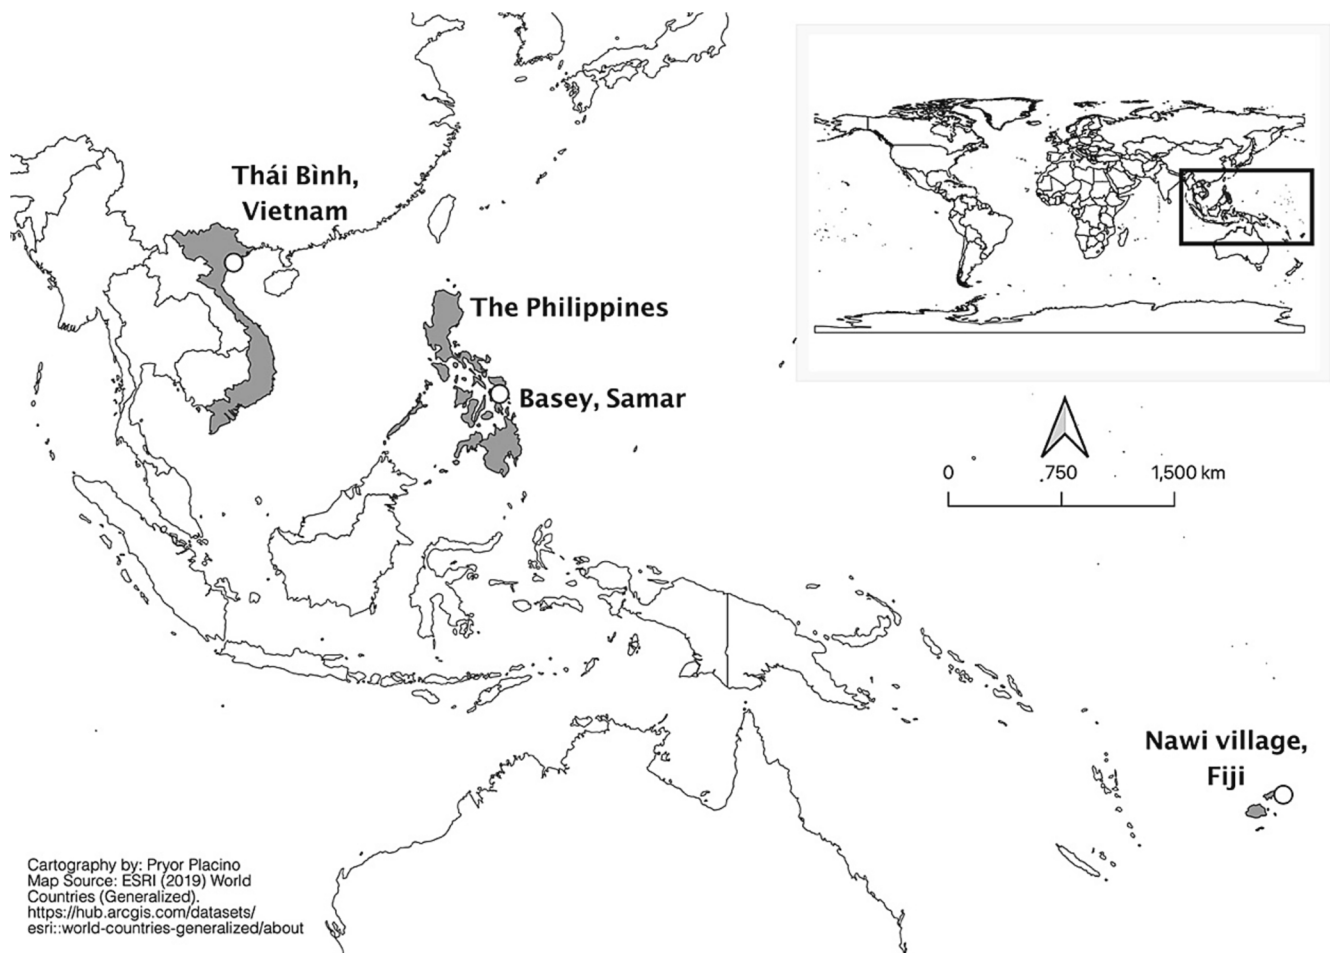 Thái Bình,
Vietnam
The Philippines
Basey, Samar
0 750 1,500 km
Nawi village,
Fiji
Cartography by: Pryor Placino
Map Source: ESRI (2019) World
Countries (Generalized).
https://hub.arcgis.com/datasets/
esri::world-countries-generalized/about